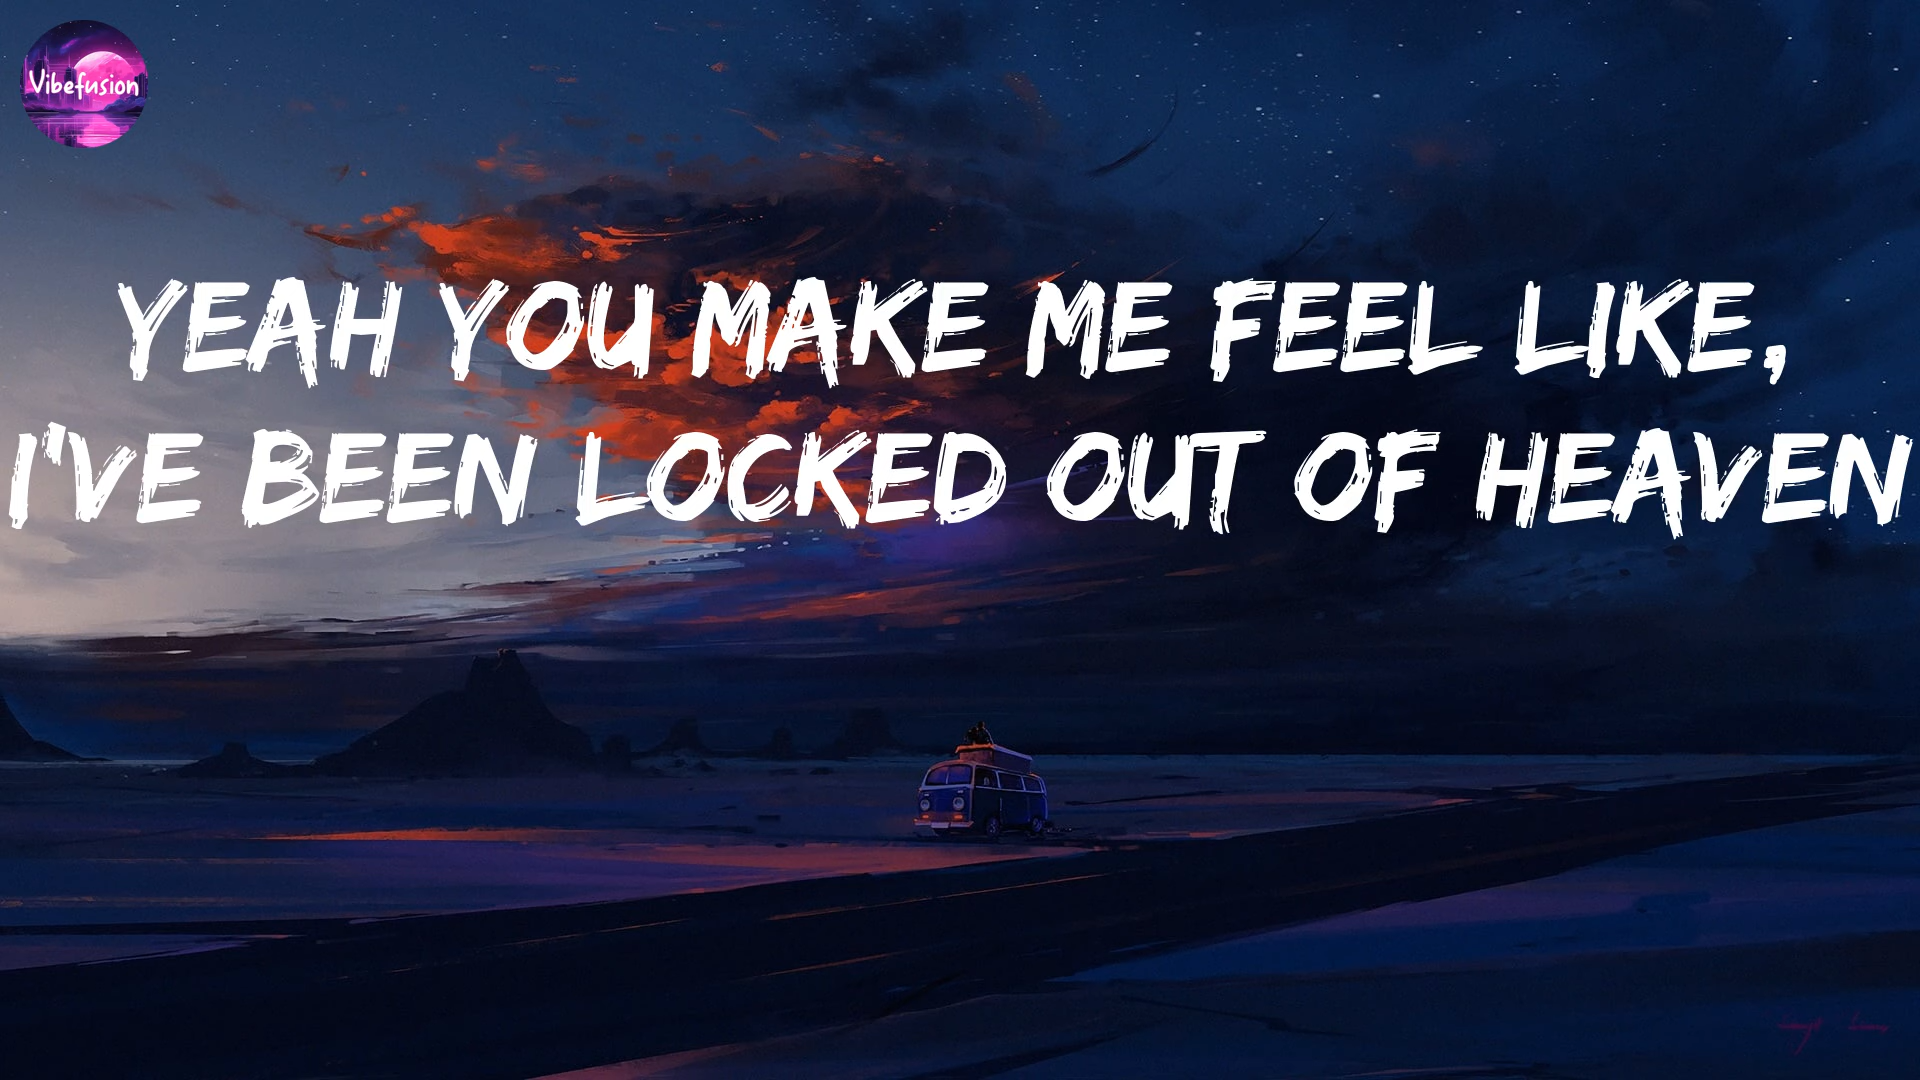 Vibefusion
YEAH YOU MAKE ME FEEL LIKE,
I'VE BEEN LOCKED OUT OF HEAVEN